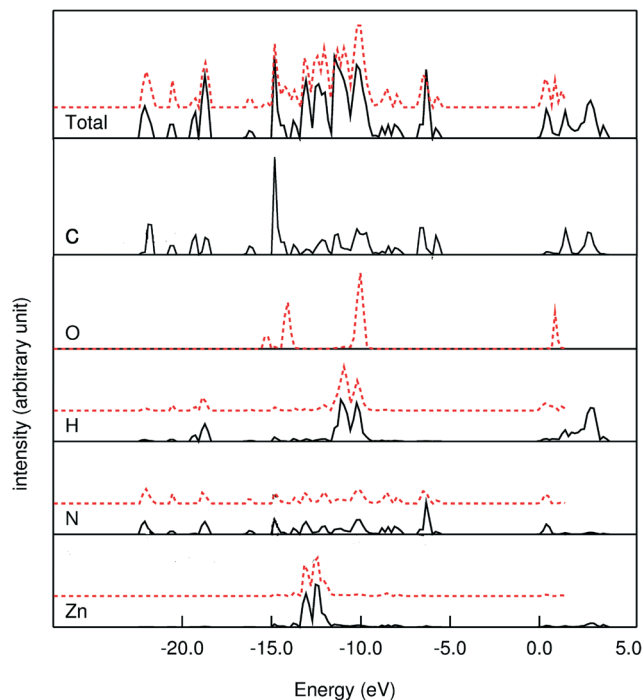 Total
C
O
H
N
Zn
intensity (arbitrary unit)
-20.0 -15.0 -10.0 -5.0 0.0 5.0
Energy (eV)